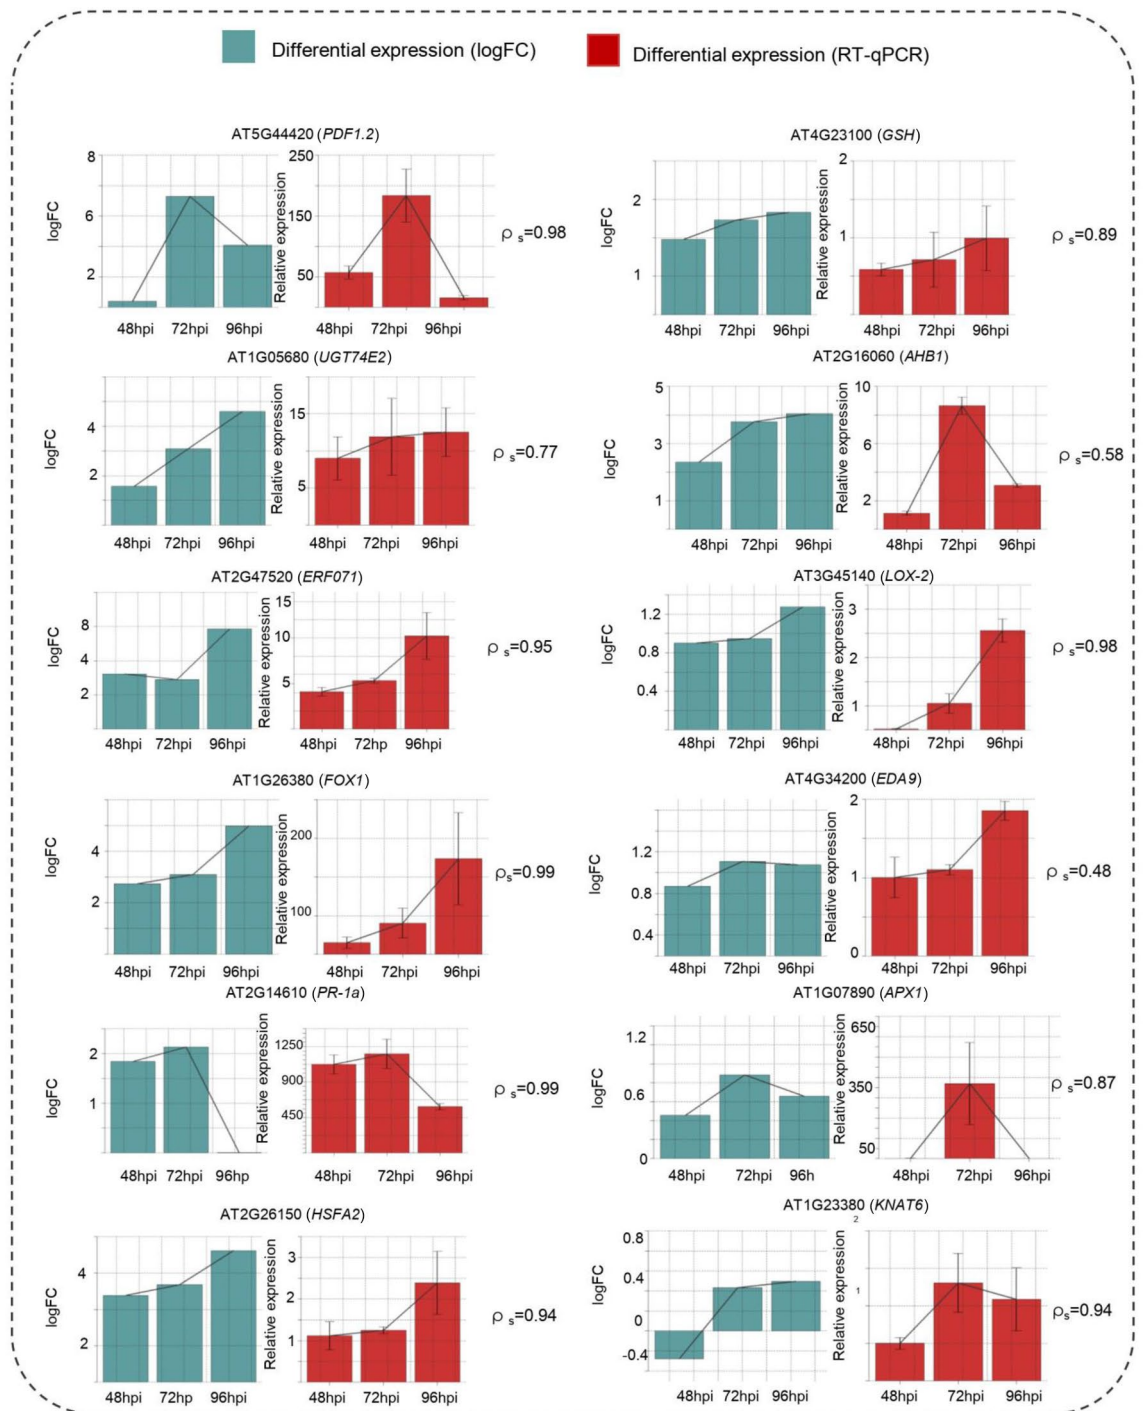 Differential expression (logFC) Differential expression (RT-qPCR)
AT5G44420 (PDF1.2)
logFC
8
6
2
48hpi 72hpi 96hpi
Relative expression
250
150
50
48hpi 72hpi 96hpi
ρ s=0.98
AT4G23100 (GSH)
logFC
2
1
48hpi 72hpi 96hpi
Relative expression
2
1
48hpi 72hpi 96hpi
ρ s=0.89
AT1G05680 (UGT74E2)
logFC
4
2
48hpi 72hpi 96hpi
Relative expression
15
5
48hpi 72hpi 96hpi
ρ s=0.77
AT2G16060 (AHB1)
logFC
5
3
1
48hpi 72hpi 96hpi
Relative expression
10
6
2
48hpi 72hpi 96hpi
ρ s=0.58
AT2G47520 (ERF071)
logFC
8
4
2
48hpi 72hpi 96hpi
Relative expression
15
10
5
48hpi 72hp 96hpi
ρ s=0.95
AT3G45140 (LOX-2)
logFC
1.2
0.8
0.4
48hpi 72hpi 96hpi
Relative expression
3
2
1
48hpi 72hpi 96hpi
ρ s=0.98
AT1G26380 (FOX1)
logFC
4
2
48hpi 72hpi 96hpi
Relative expression
200
100
48hpi 72hpi 96hpi
ρs=0.99
AT4G34200 (EDA9)
logFC
1.2
0.8
0.4
48hpi 72hpi 96hpi
Relative expression
2
1
0
48hpi 72hpi 96hpi
ρ s=0.48
AT2G14610 (PR-1a)
logFC
2
1
48hpi 72hpi 96hp
Relative expression
1250
900
450
48hpi 72hpi 96hpi
ρ s=0.99
AT1G07890 (APX1)
logFC
1.2
0.6
0
48hpi 72hpi 96h
Relative expression
650
350
50
48hpi 72hpi 96hpi
ρ s=0.87
AT2G26150 (HSFA2)
logFC
4
2
48hpi 72hp 96hpi
Relative expression
3
2
1
48hpi 72hpi 96hpi
ρ s=0.94
AT1G23380 (KNAT6)
logFC
0.8
0.4
0
-0.4
48hpi 72hpi 96hpi
Relative expression
2
1
48hpi 72hpi 96hpi
ρ s=0.94